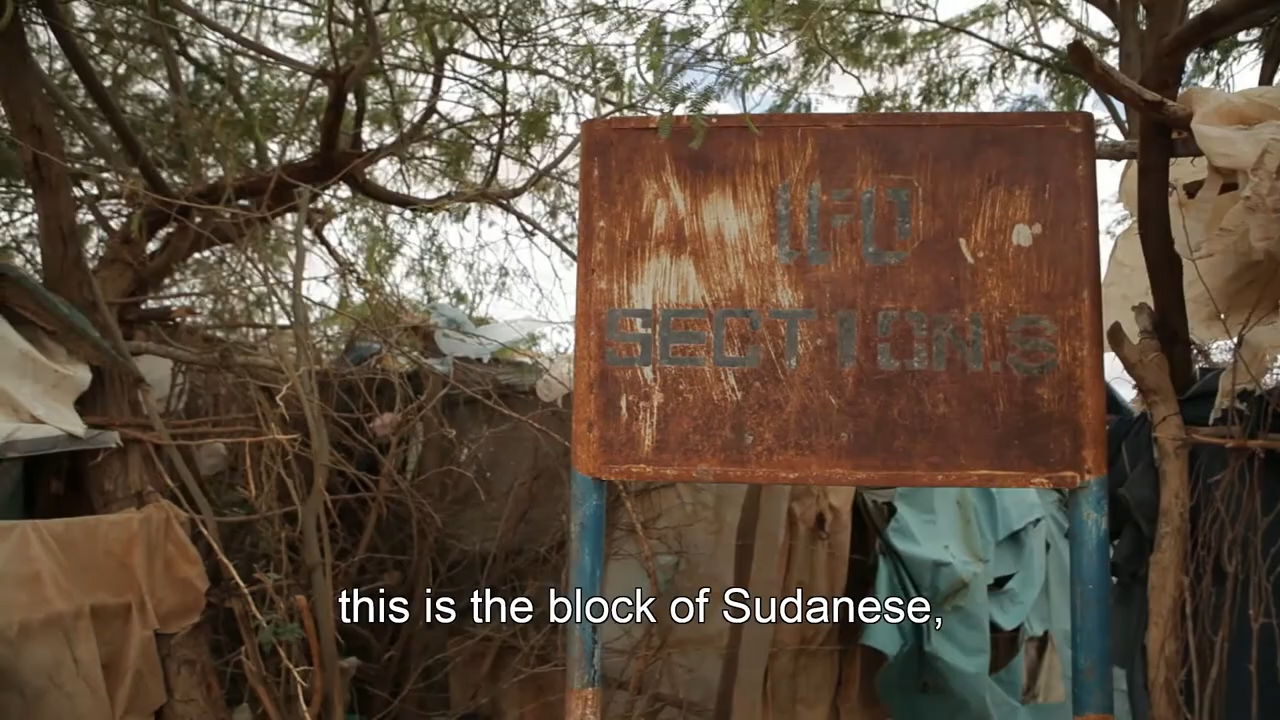 IFO
SECTION.S
this is the block of Sudanese,